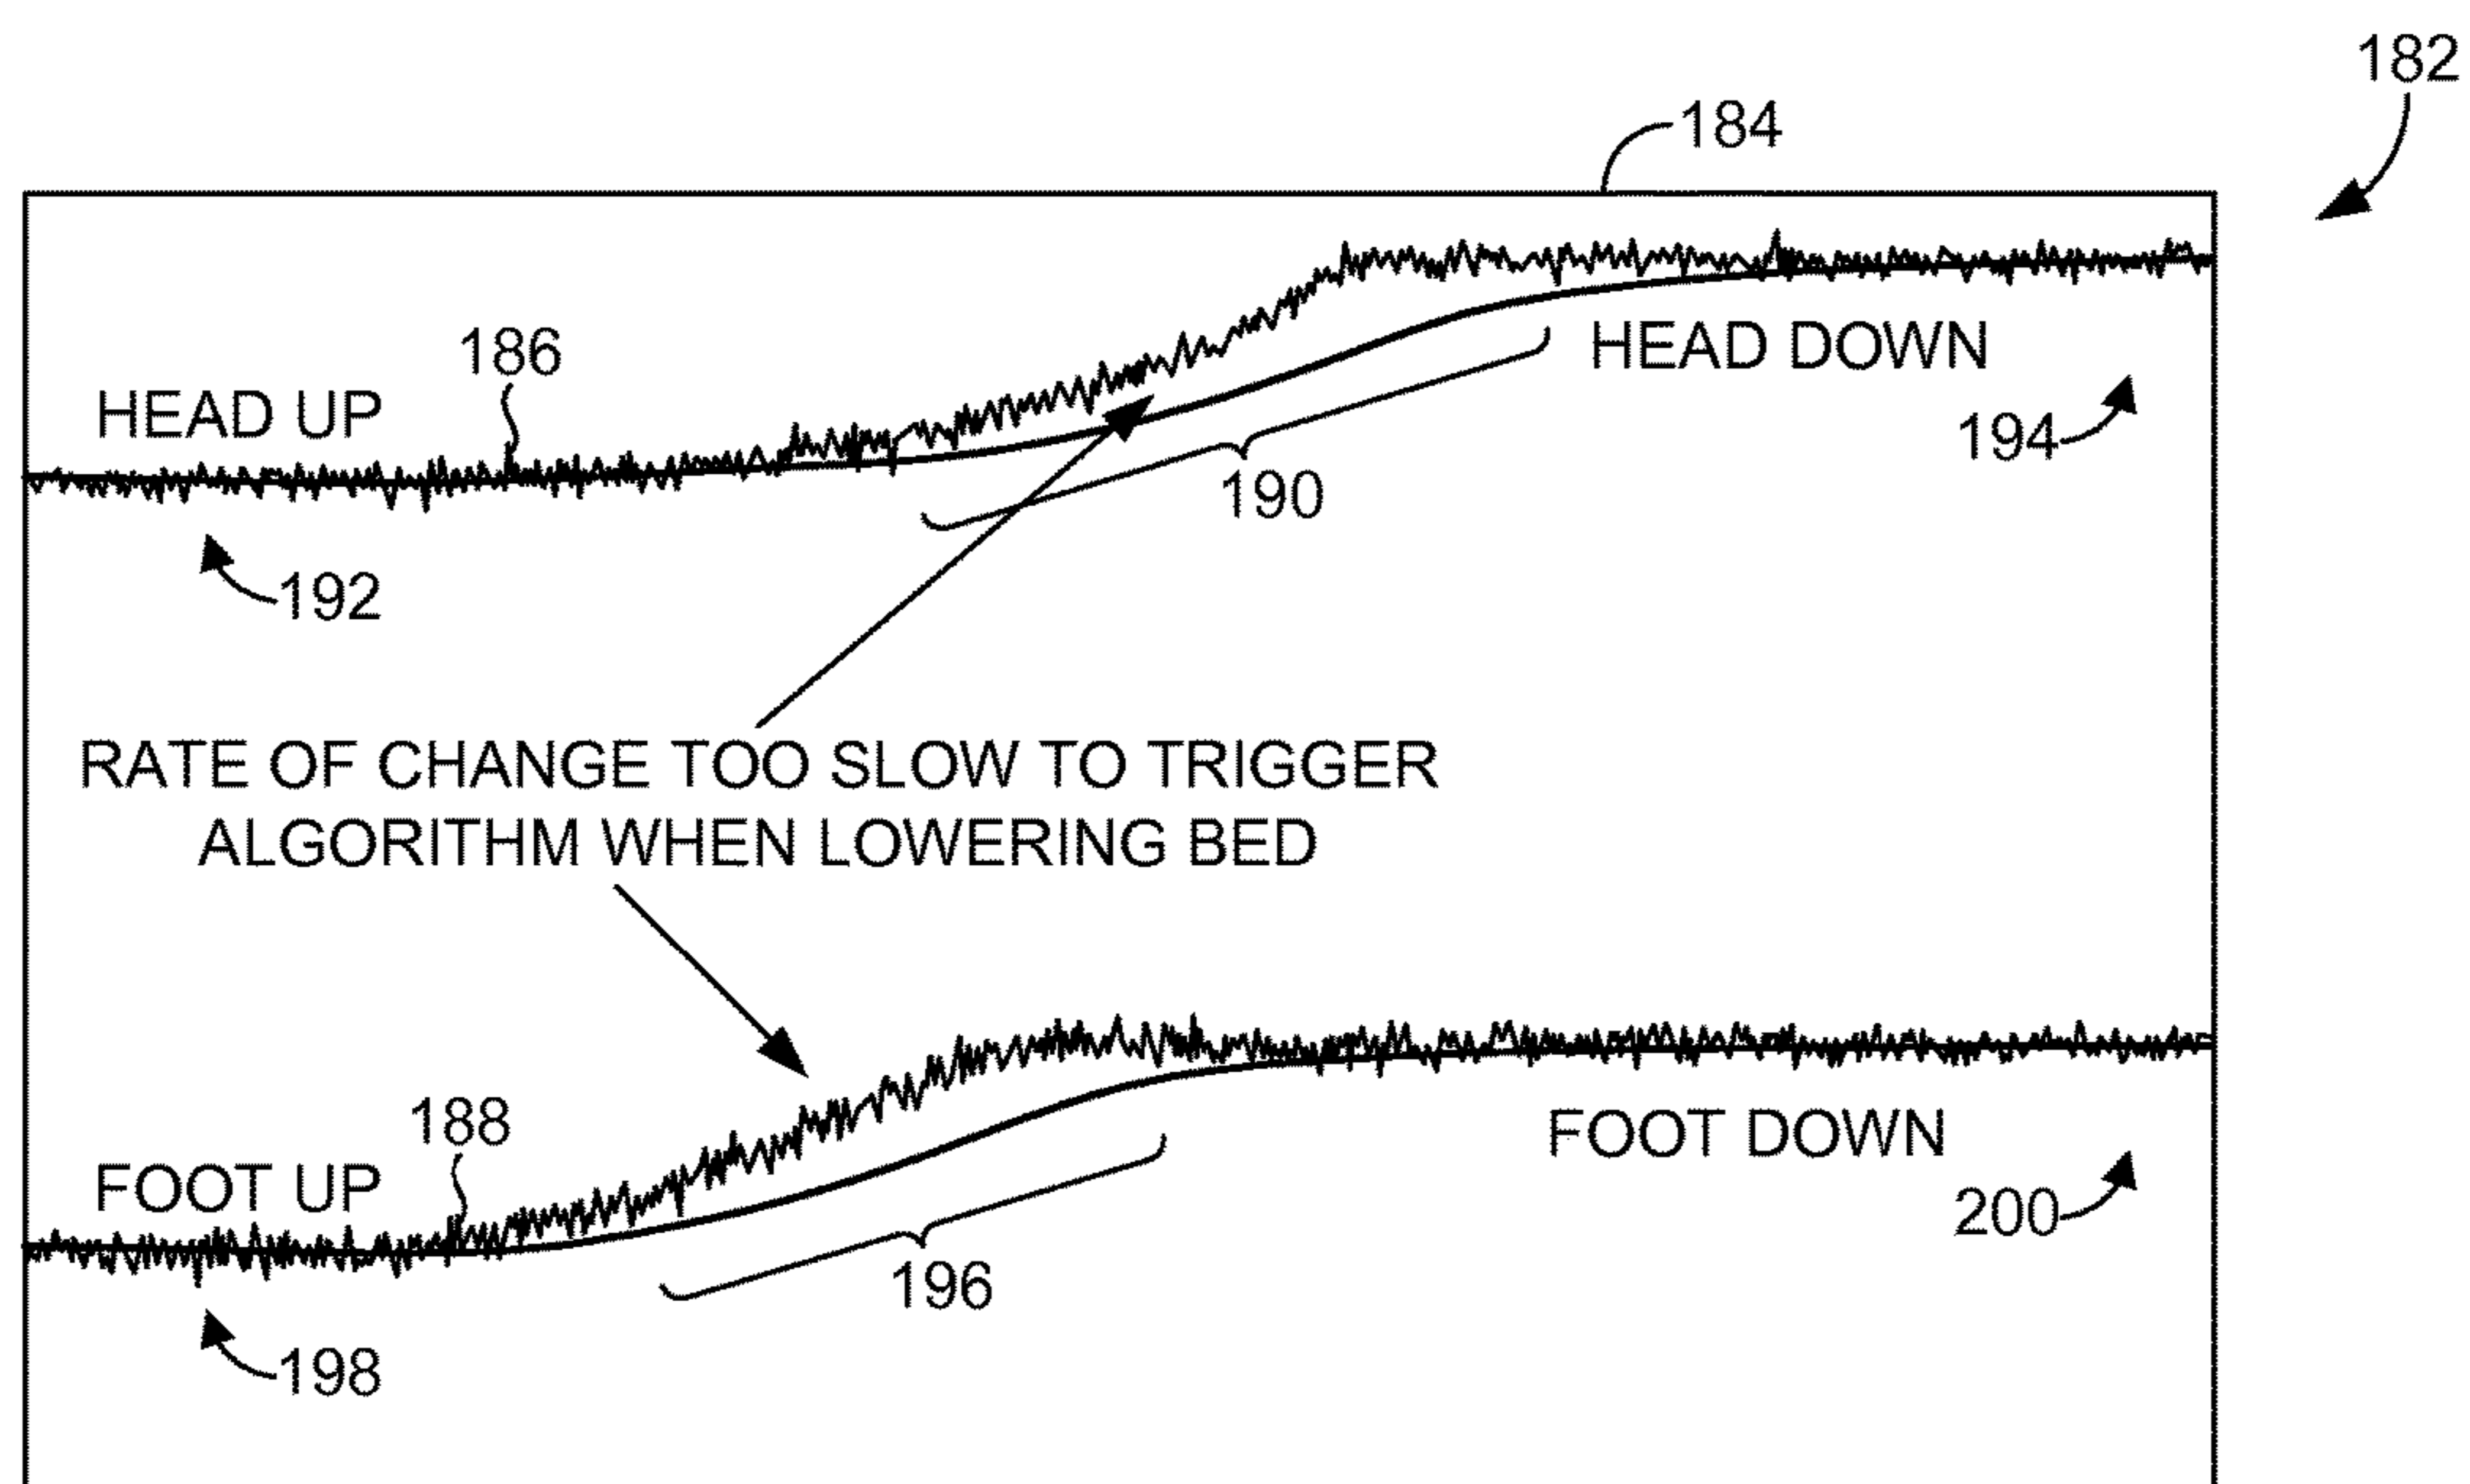 182
184
186
HEAD UP
HEAD DOWN
194
190
192
RATE OF CHANGE TOO SLOW TO TRIGGER
ALGORITHM WHEN LOWERING BED
188
FOOT UP
FOOT DOWN
200
196
198